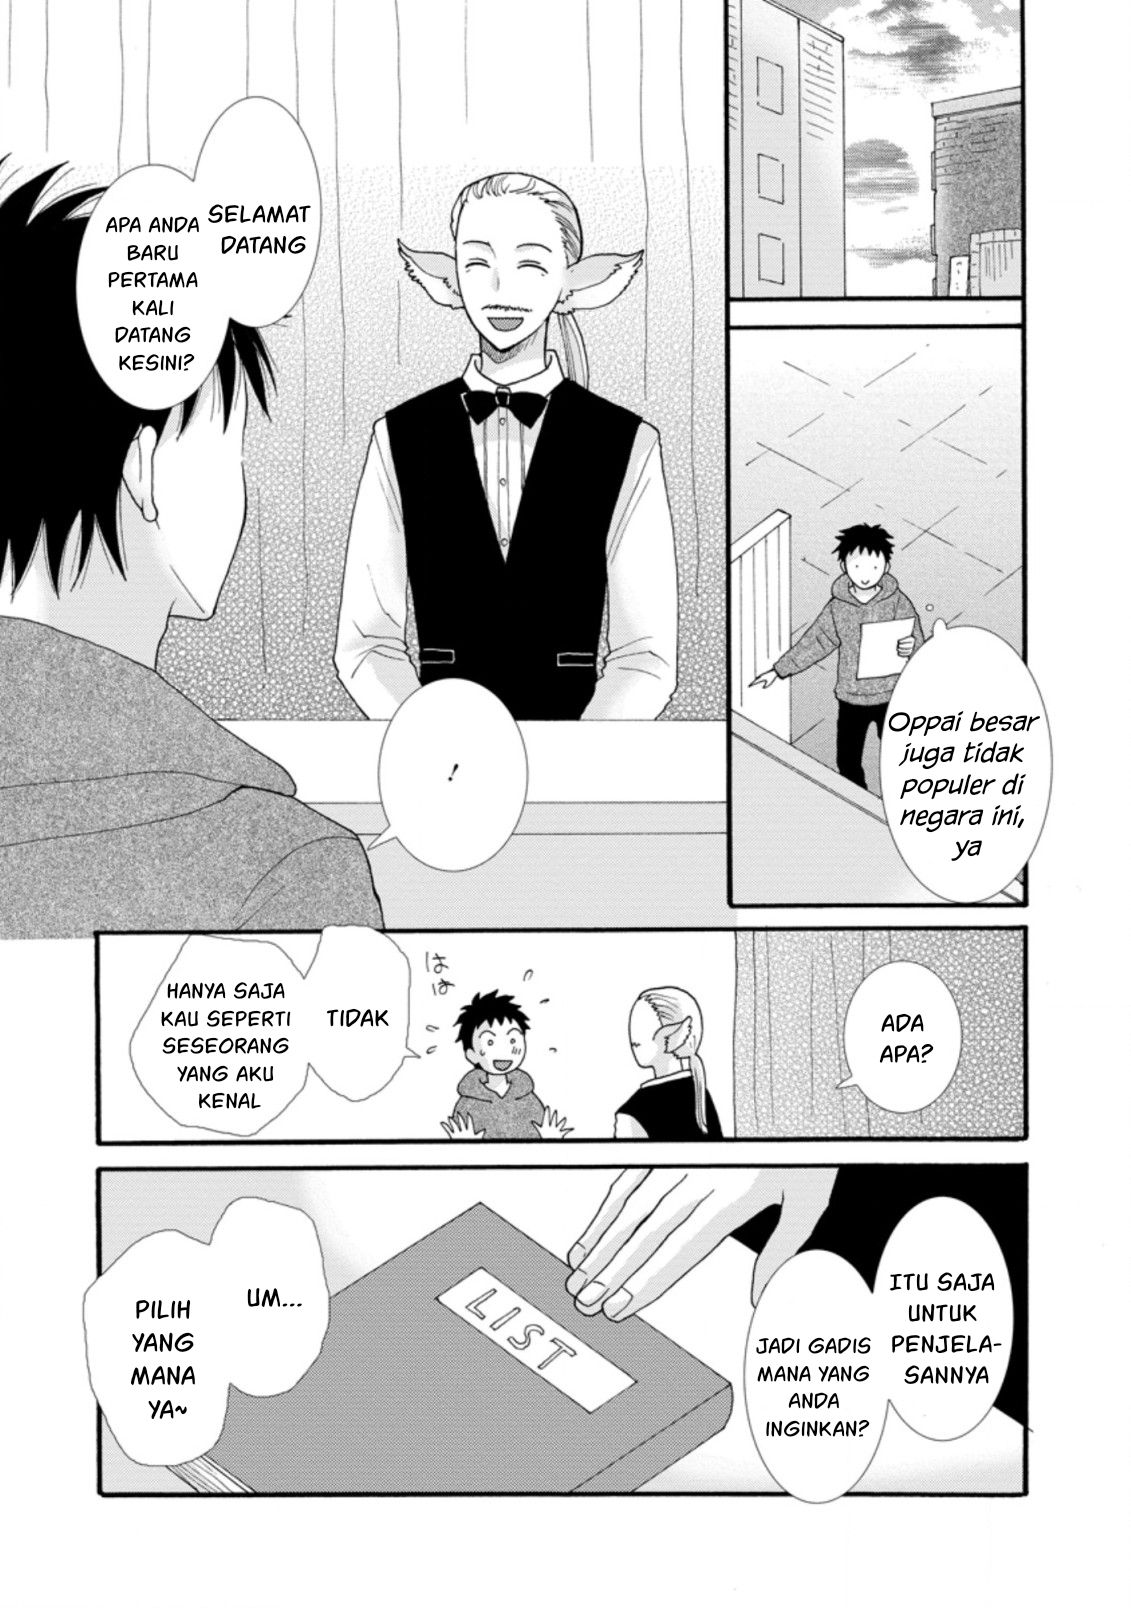 Oppai besar
juga tidak
populer di
negara ini,
ya
SELAMAT
DATANG
APA ANDA
BARU
PERTAMA
KALI
DATANG
KESINI?
!
ADA
APA?
はは
TIDAK
HANYA SAJA
KAU SEPERTI
SESEORANG
YANG AKU
KENAL
ITU SAJA
UNTUK
PENJELA-
SANNYA
JADI GADIS
MANA YANG
ANDA
INGINKAN?
LIST
UM...
PILIH
YANG
MANA
YA~